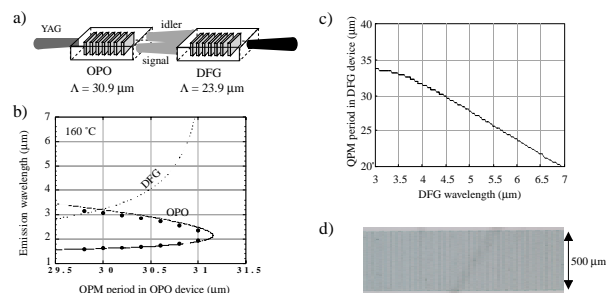 a)
YAG
idler
signal
OPO
DFG
Λ = 30.9 µm
Λ = 23.9 µm
b)
Emission wavelength (µm)
7
6
5
4
3
2
1
160 ˚C
DFG
OPO
29.5
30
30.5
31
31.5
QPM period in OPO device (µm)
c)
QPM period in DFG device (µm)
40
35
30
25
20
3
3.5
4
4.5
5
5.5
6
6.5
7
DFG wavelength (µm)
d)
500 µm